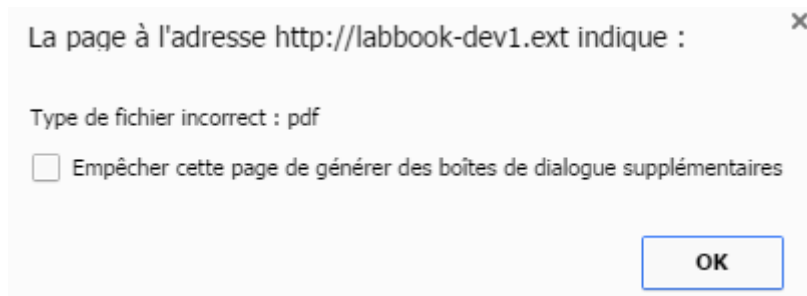 La page à l'adresse http://labbook-dev1.ext indique :
Type de fichier incorrect : pdf
Empêcher cette page de générer des boîtes de dialogue supplémentaires
OK